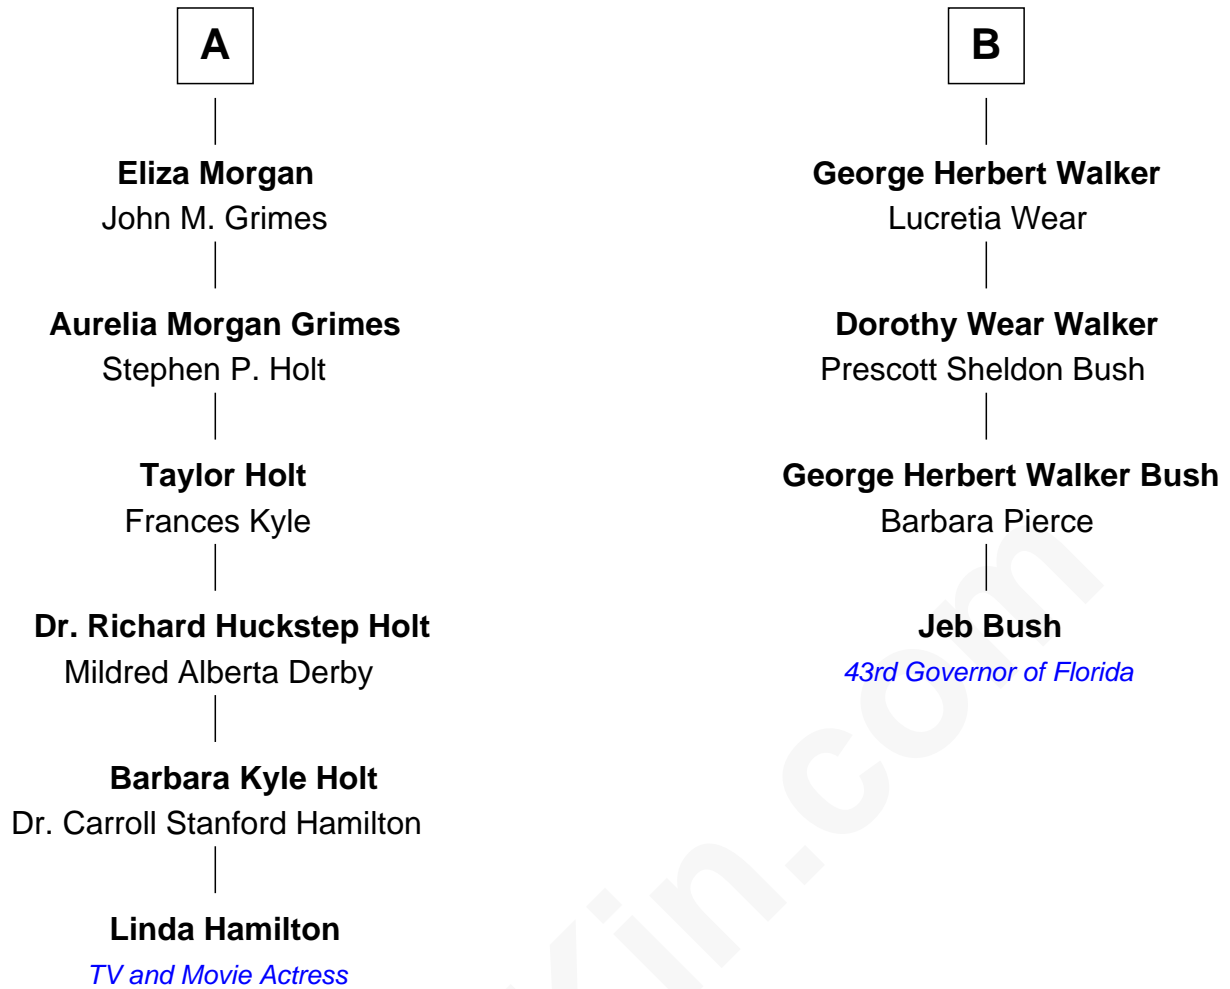 A
Eliza Morgan
John M. Grimes
Aurelia Morgan Grimes
Stephen P. Holt
Taylor Holt
Frances Kyle
Dr. Richard Huckstep Holt
Mildred Alberta Derby
Barbara Kyle Holt
Dr. Carroll Stanford Hamilton
Linda Hamilton
TV and Movie Actress
B
George Herbert Walker
Lucretia Wear
Dorothy Wear Walker
Prescott Sheldon Bush
George Herbert Walker Bush
Barbara Pierce
Jeb Bush
43rd Governor of Florida
Kin.com